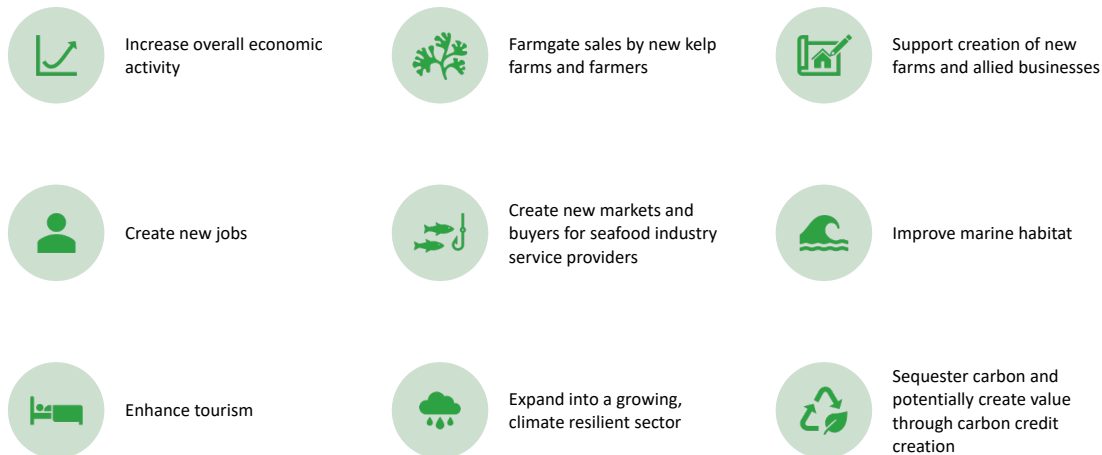 Increase overall economic
activity
Farmgate sales by new kelp
farms and farmers
Support creation of new
farms and allied businesses
Create new jobs
Create new markets and
buyers for seafood industry
service providers
Improve marine habitat
Enhance tourism
Expand into a growing,
climate resilient sector
Sequester carbon and
potentially create value
through carbon credit
creation